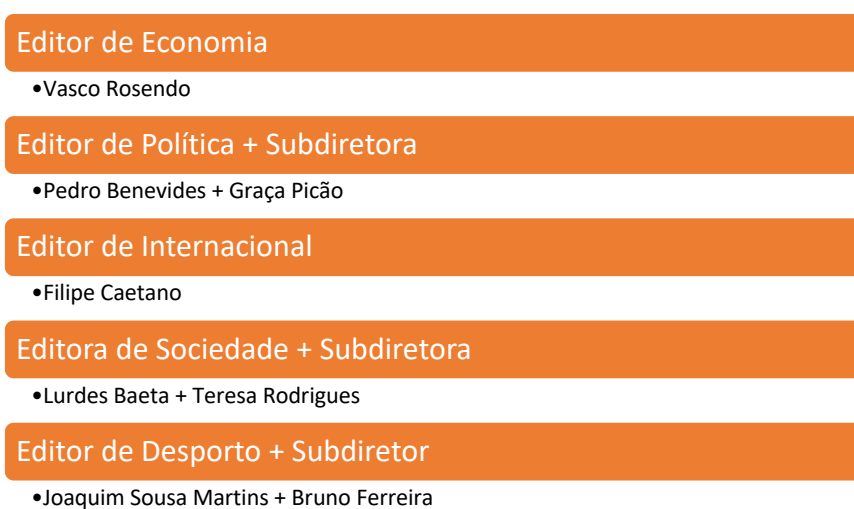 Editor de Economia
•Vasco Rosendo
Editor de Política + Subdiretora
•Pedro Benevides + Graça Picão
Editor de Internacional
•Filipe Caetano
Editora de Sociedade + Subdiretora
•Lurdes Baeta + Teresa Rodrigues
Editor de Desporto + Subdiretor
•Joaquim Sousa Martins + Bruno Ferreira